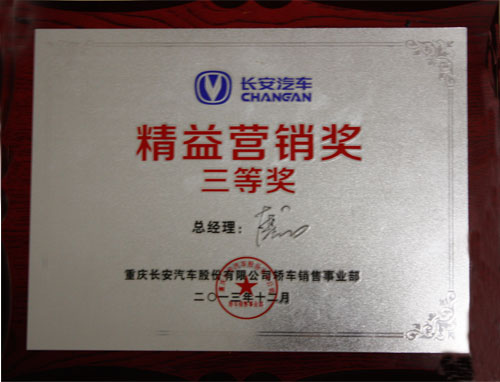 长安汽车
CHANGAN
精益营销奖
三等奖
总经理：
重庆长安汽车股份有限公司轿车销售事业部
二〇一三年十二月